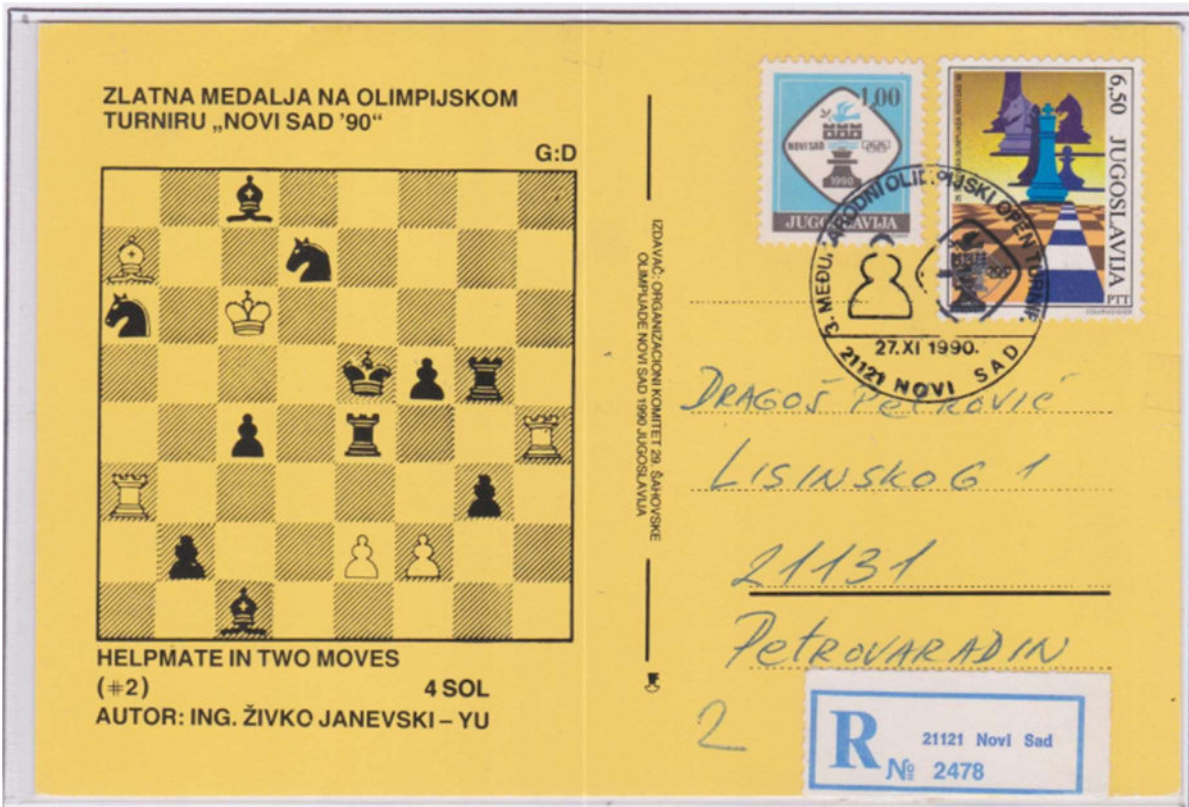 ZLATNA MEDALJA NA OLIMPIJSKOM
TURNIRU „NOVI SAD '90“
G:D
HELPMATE IN TWO MOVES
(#2) 4 SOL
AUTOR: ING. ŽIVKO JANEVSKI – YU
IZDAVAČ: ORGANIZACIONI KOMITET 29. ŠAHOVSKE
OLIMPIJADE NOVI SAD 1990 JUGOSLAVIJA
1,00
NOVI SAD
1990
JUGOSLAVIJA
6,50 JUGOSLAVIJA
PTT
3. MEĐUNARODNI OLIMPIJSKI OPEN TURNIR
27.XI 1990.
21121 NOVI SAD
DRAGOŠ PETROVIĆ
LISINSKOG 1
21131
PETROVARADIN
2
R
21121 Novi Sad
№ 2478